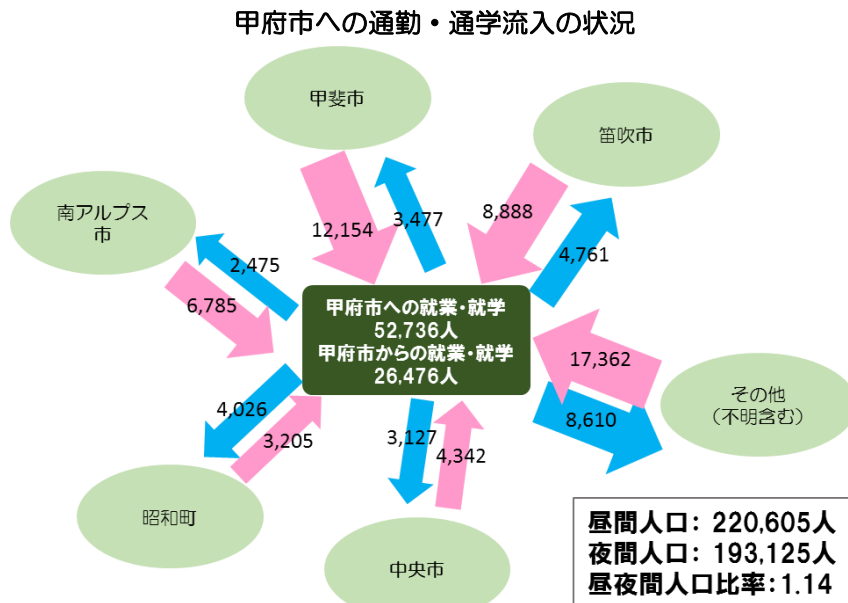 甲府市への通勤・通学流入の状況
甲斐市
笛吹市
南アルプス
市
12,154
3,477
8,888
4,761
2,475
6,785
甲府市への就業・就学
52,736人
甲府市からの就業・就学
26,476人
17,362
8,610
その他
（不明含む）
4,026
3,205
3,127
4,342
昭和町
中央市
昼間人口：220,605人
夜間人口：193,125人
昼夜間人口比率：1.14